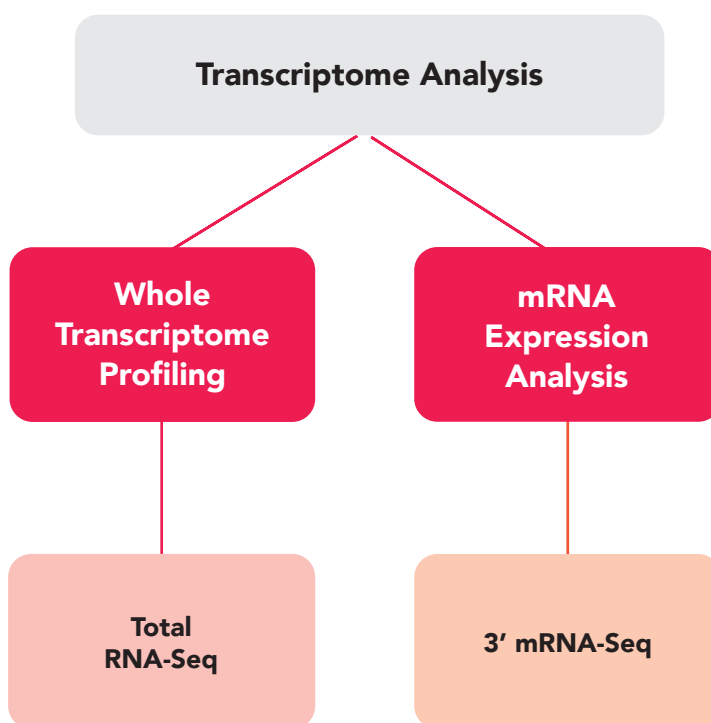 Transcriptome Analysis
Whole
Transcriptome
Profiling
mRNA
Expression
Analysis
Total
RNA-Seq
3’ mRNA-Seq